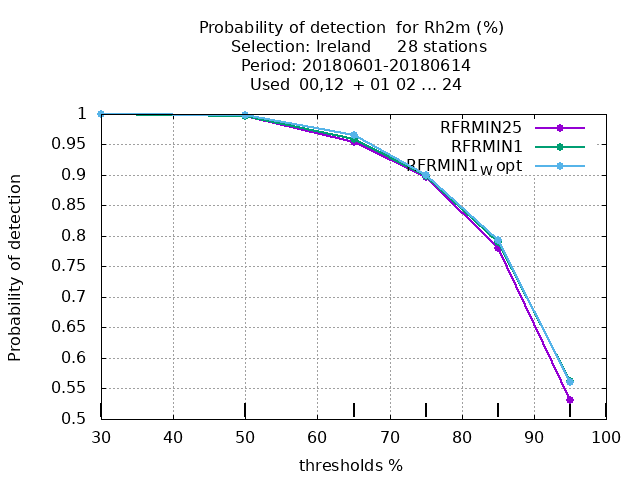 Probability of detection  for Rh2m (%)
Selection: Ireland     28 stations
Period: 20180601-20180614
Used  00,12  + 01 02 ... 24
RFRMIN25
RFRMIN1
RFRMIN1W opt
1
0.95
0.9
0.85
0.8
0.75
0.7
0.65
0.6
0.55
0.5
Probability of detection
30 40 50 60 70 80 90 100
thresholds %